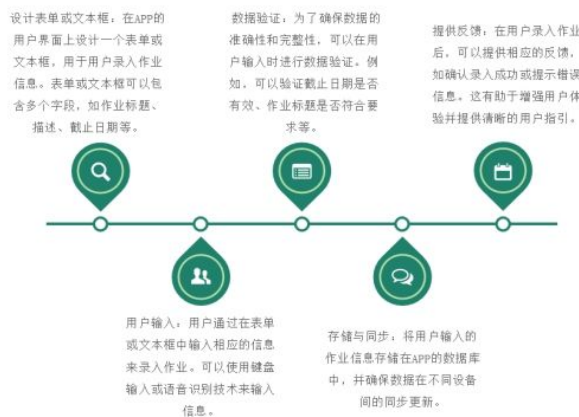 设计表单或文本框：在APP的
用户界面上设计一个表单或
文本框，用于用户录入作业
信息。表单或文本框可以包
含多个字段，如作业标题、
描述、截止日期等。
用户输入：用户通过在表单
或文本框中输入相应的信息
来录入作业。可以使用键盘
输入或语音识别技术来输入
信息。
数据验证：为了确保数据的
准确性和完整性，可以在用
户输入时进行数据验证。例
如，可以验证截止日期是否
有效、作业标题是否符合要
求等。
存储与同步：将用户输入的
作业信息存储在APP的数据库
中，并确保数据在不同设备
间的同步更新。
提供反馈：在用户录入作业
后，可以提供相应的反馈，
如确认录入成功或提示错误
信息。这有助于增强用户体
验并提供清晰的用户指引。